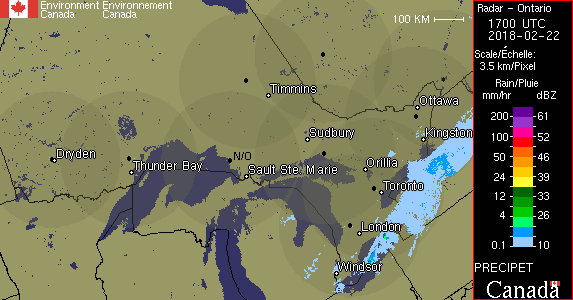 Environment Environnement
Canada Canada
100 KM
Timmins
Ottawa
Sudbury
Kingston
Dryden
Thunder Bay
N/O
Sault Ste. Marie
Orillia
Toronto
London
Windsor
Radar - Ontario
1700 UTC
2018-02-22
Scale/Échelle:
3.5 km/Pixel
Rain/Pluie
mm/hr dBZ
200 61
100 52
50 46
24 39
12 33
4 26
0.1 10
PRECIPET
Canada